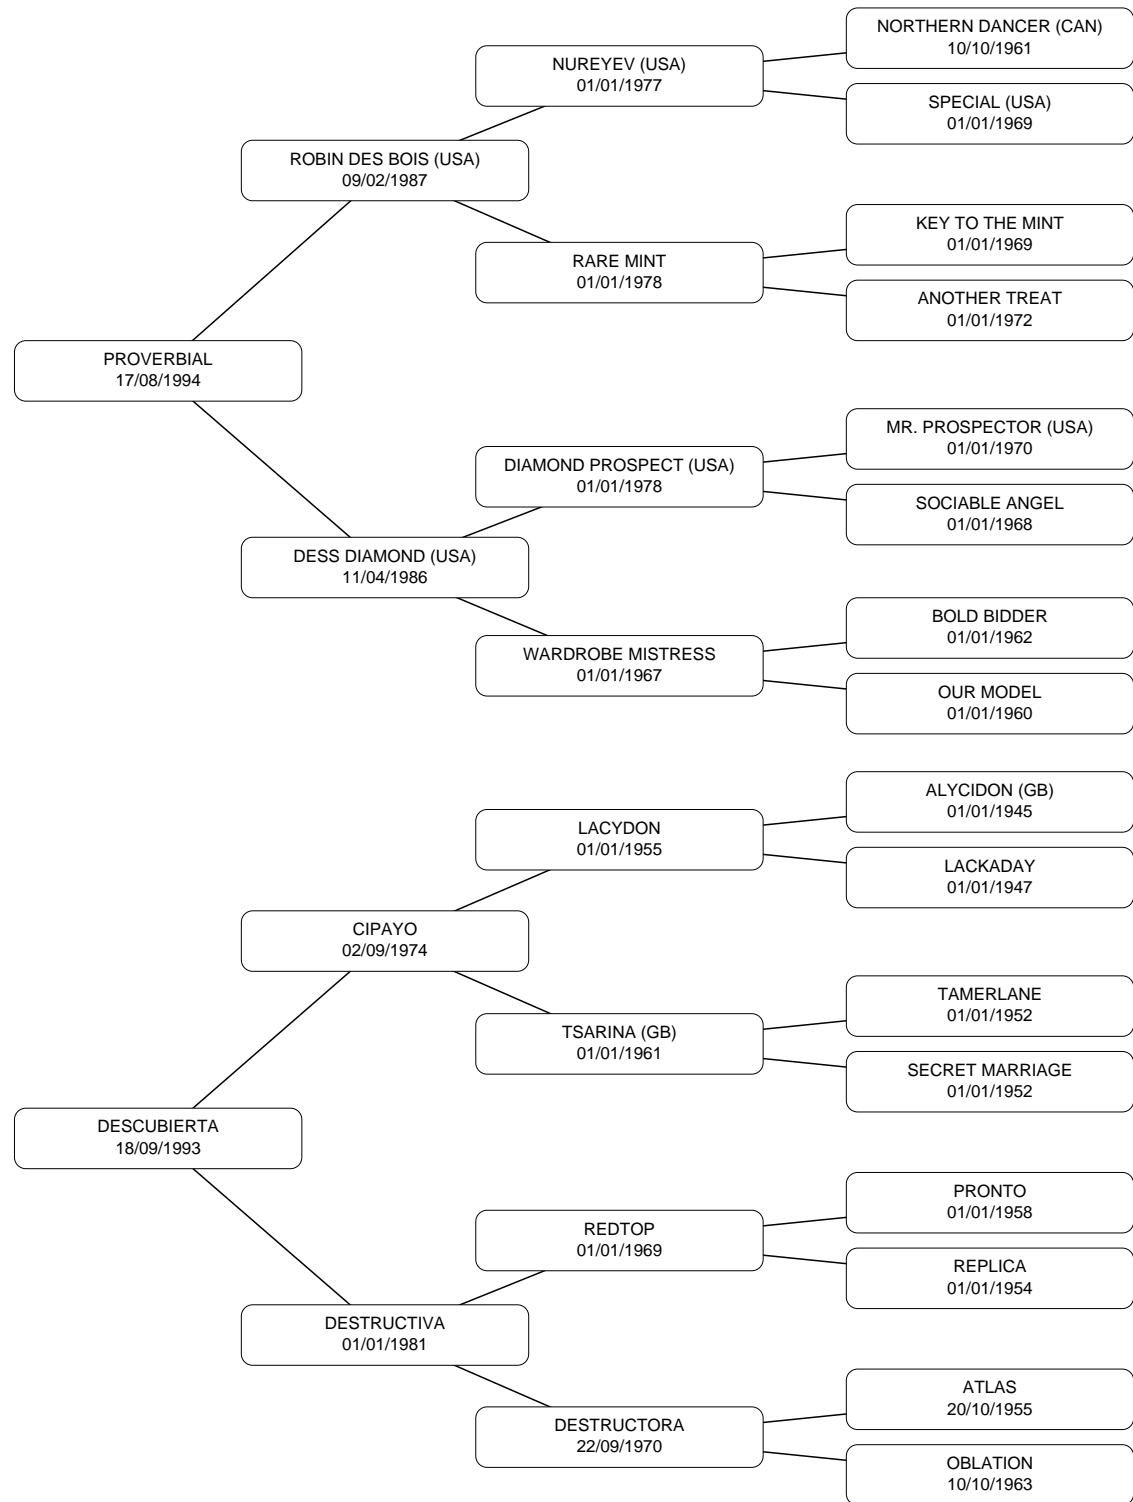 NORTHERN DANCER (CAN)
10/10/1961
NUREYEV (USA)
01/01/1977
SPECIAL (USA)
01/01/1969
ROBIN DES BOIS (USA)
09/02/1987
KEY TO THE MINT
01/01/1969
RARE MINT
01/01/1978
ANOTHER TREAT
01/01/1972
PROVERBIAL
17/08/1994
MR. PROSPECTOR (USA)
01/01/1970
DIAMOND PROSPECT (USA)
01/01/1978
SOCIABLE ANGEL
01/01/1968
DESS DIAMOND (USA)
11/04/1986
BOLD BIDDER
01/01/1962
WARDROBE MISTRESS
01/01/1967
OUR MODEL
01/01/1960
ALYCIDON (GB)
01/01/1945
LACYDON
01/01/1955
LACKADAY
01/01/1947
CIPAYO
02/09/1974
TAMERLANE
01/01/1952
TSARINA (GB)
01/01/1961
SECRET MARRIAGE
01/01/1952
DESCUBIERTA
18/09/1993
PRONTO
01/01/1958
REDTOP
01/01/1969
REPLICA
01/01/1954
DESTRUCTIVA
01/01/1981
ATLAS
20/10/1955
DESTRUCTORA
22/09/1970
OBLATION
10/10/1963